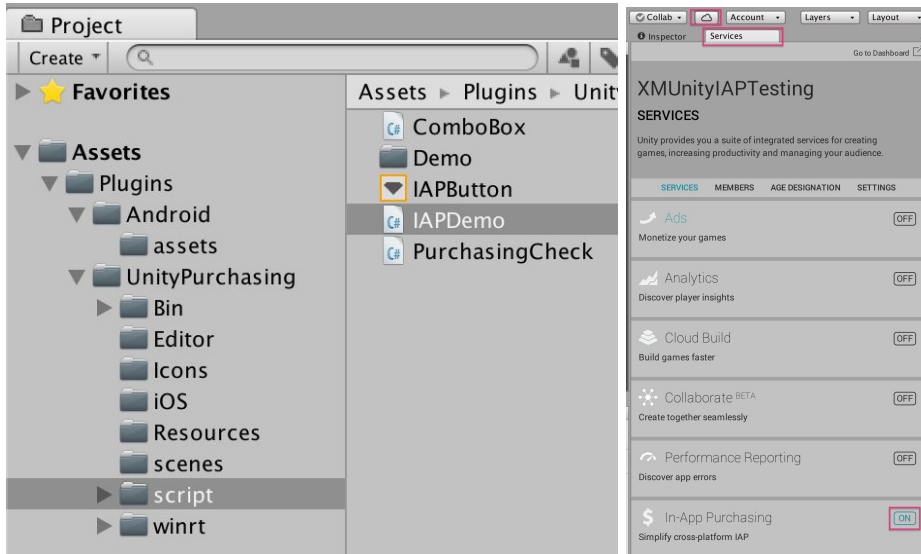 Project
Create
Favorites
Assets
Plugins
Android
assets
UnityPurchasing
Bin
Editor
Icons
iOS
Resources
scenes
script
winrt
Assets ▸ Plugins ▸ Unit
C# ComboBox
Demo
IAPButton
C# IAPDemo
C# PurchasingCheck
Collab
Account
Layers
Layout
Inspector
Services
Go to Dashboard
XMUnityIAPTesting
SERVICES
Unity provides you a suite of integrated services for creating
games, increasing productivity and managing your audience.
SERVICES MEMBERS AGE DESIGNATION SETTINGS
Ads OFF
Monetize your games
Analytics OFF
Discover player insights
Cloud Build OFF
Build games faster
Collaborate BETA OFF
Create together seamlessly
Performance Reporting OFF
Discover app errors
$ In-App Purchasing ON
Simplify cross-platform IAP